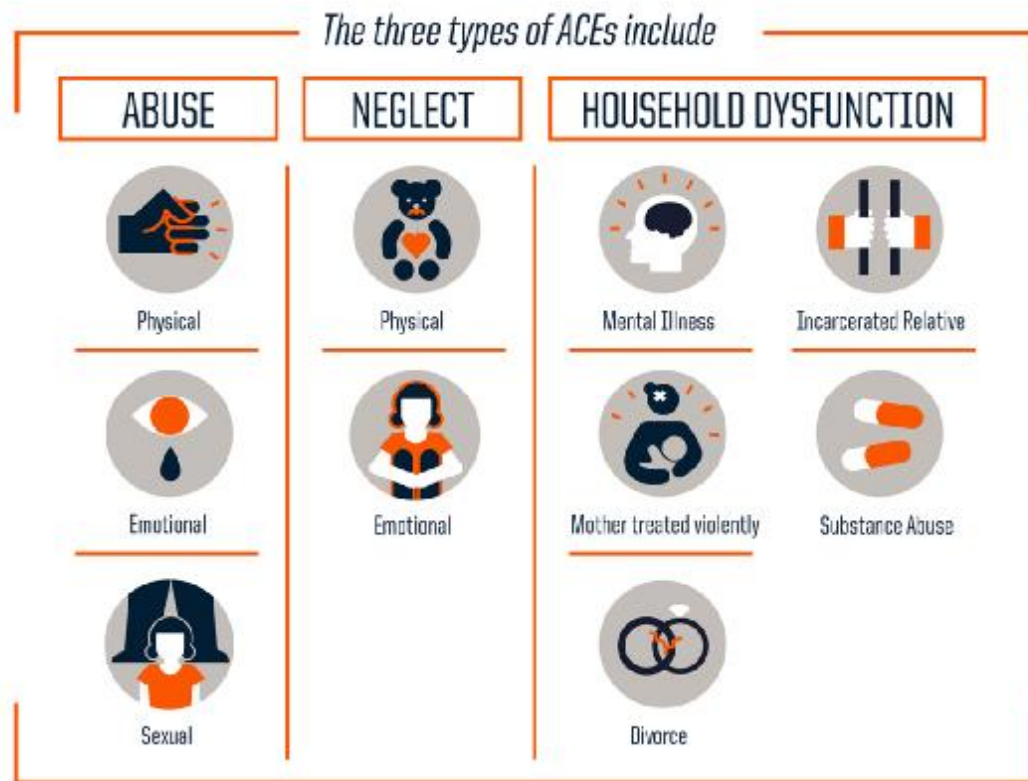 The three types of ACEs include
ABUSE
NEGLECT
HOUSEHOLD DYSFUNCTION
Physical
Physical
Mental Illness
Incarcerated Relative
Emotional
Emotional
Mother treated violently
Substance Abuse
Sexual
Divorce